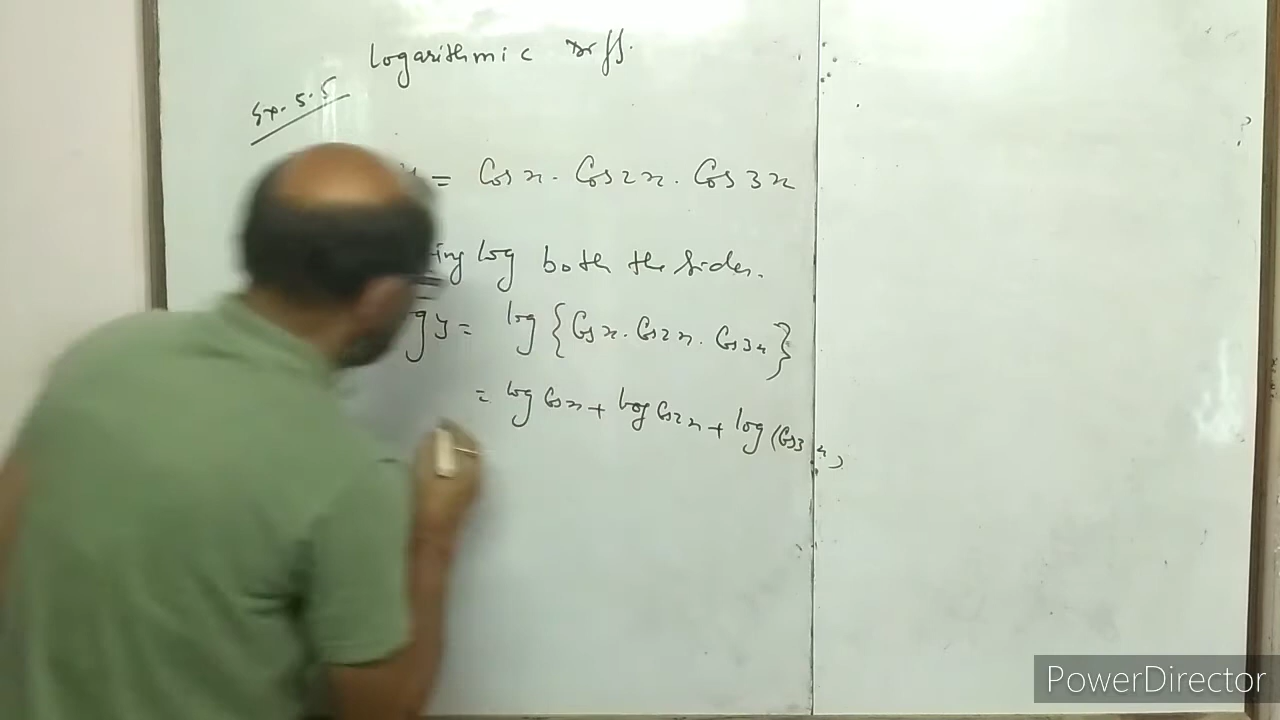 Logarithmic Diff.
Ex. 5.5
y = Cos x . Cos 2x . Cos 3x
log both the sides.
y = log {Cos x . Cos 2x . Cos 3x}
= log Cos x + log Cos 2x + log (Cos 3x)
PowerDirector